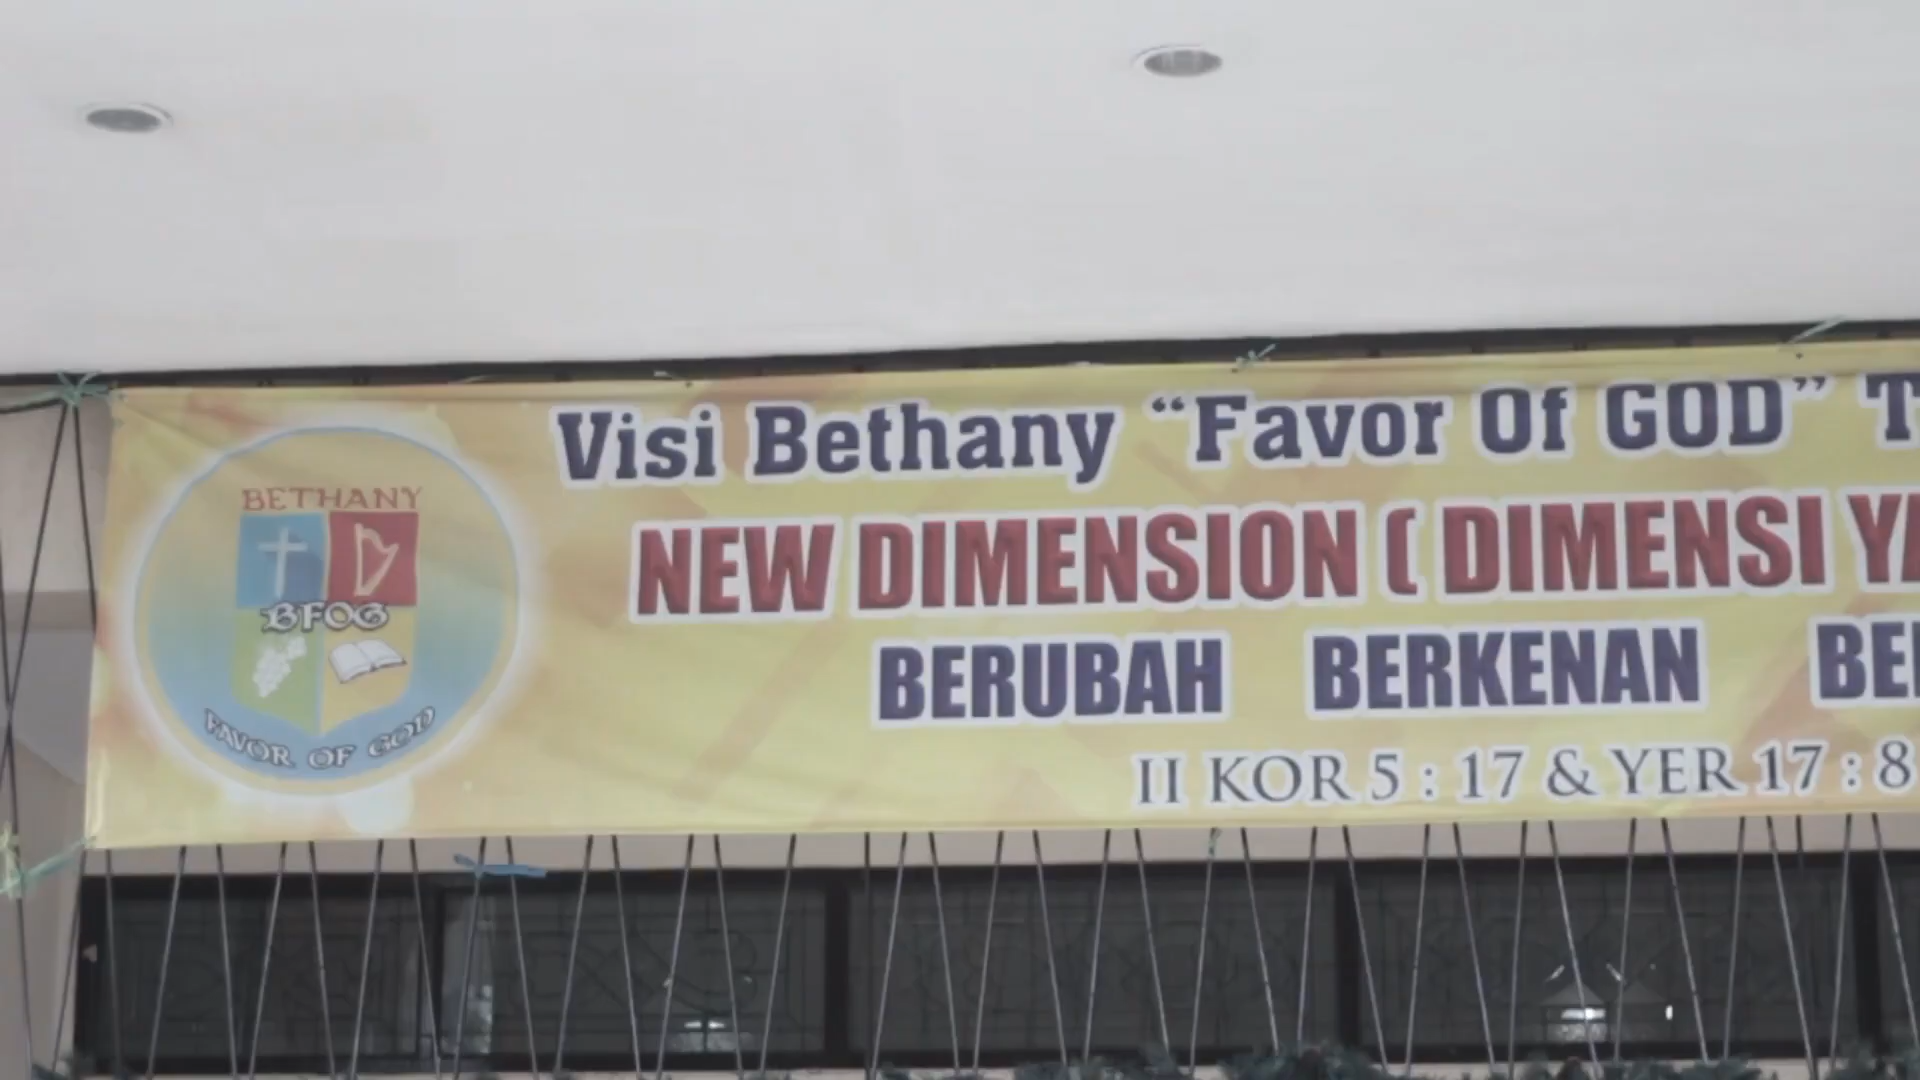 BETHANY
BFOG
FAVOR OF GOD
Visi Bethany “Favor Of GOD”
NEW DIMENSION ( DIMENSI
BERUBAH BERKENAN
II KOR 5 : 17 & YER 17 : 8